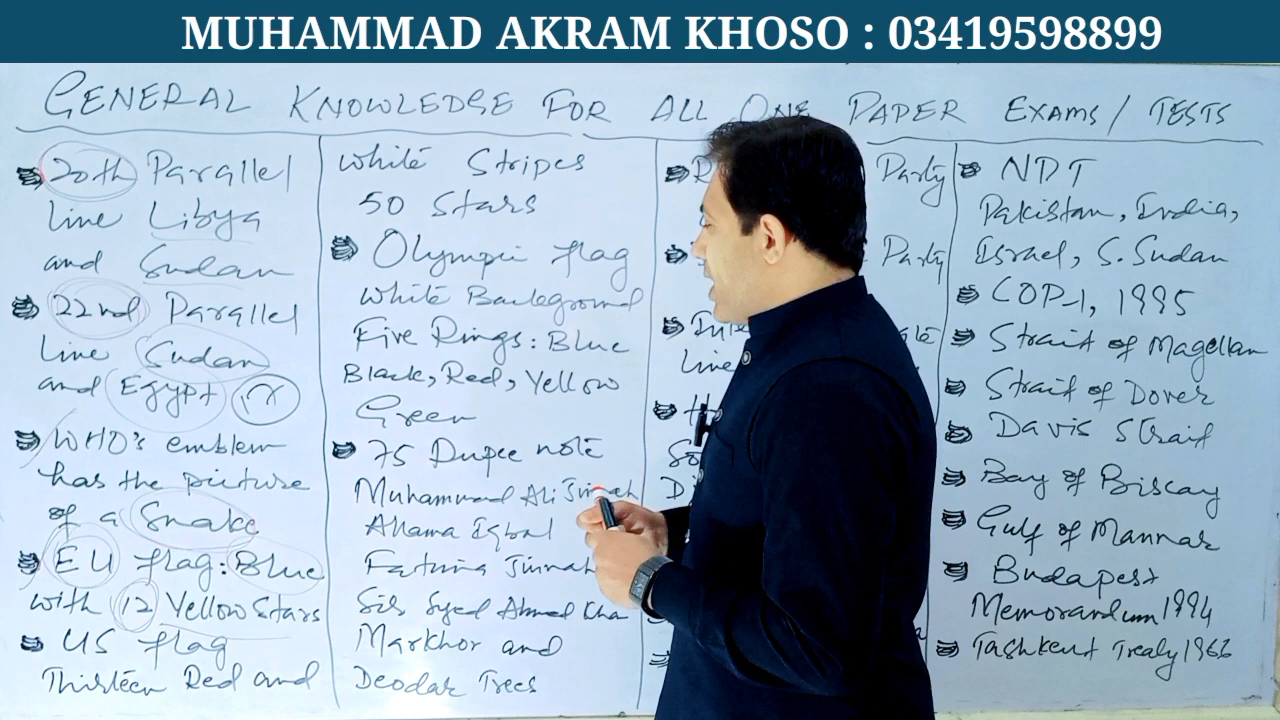 MUHAMMAD AKRAM KHOSO : 03419598899
GENERAL KNOWLEDGE FOR ALL ONE PAPER EXAMS / TESTS
20th Parallel
line Libya
and Sudan
22nd Parallel
line Sudan
and Egypt
WHO's emblem
has the picture
of a Snake
EU flag: Blue
with 12 Yellow Stars
US flag
Thirteen Red and
white Stripes
50 Stars
Olympic flag
white Background
Five Rings: Blue
Black, Red, Yellow
Green
75 Rupee note
Muhammad Ali Jinnah
Allama Iqbal
Fatima Jinnah
Sir Syed Ahmed Kha
Markhor and
Deodar Trees
Party
Party
Line
NPT
Pakistan, India,
Israel, S. Sudan
COP-1, 1995
Strait of Magellan
Strait of Dover
Davis Strait
Bay of Biscay
Gulf of Mannar
Budapest
Memorandum 1994
Tashkent Treaty 1966